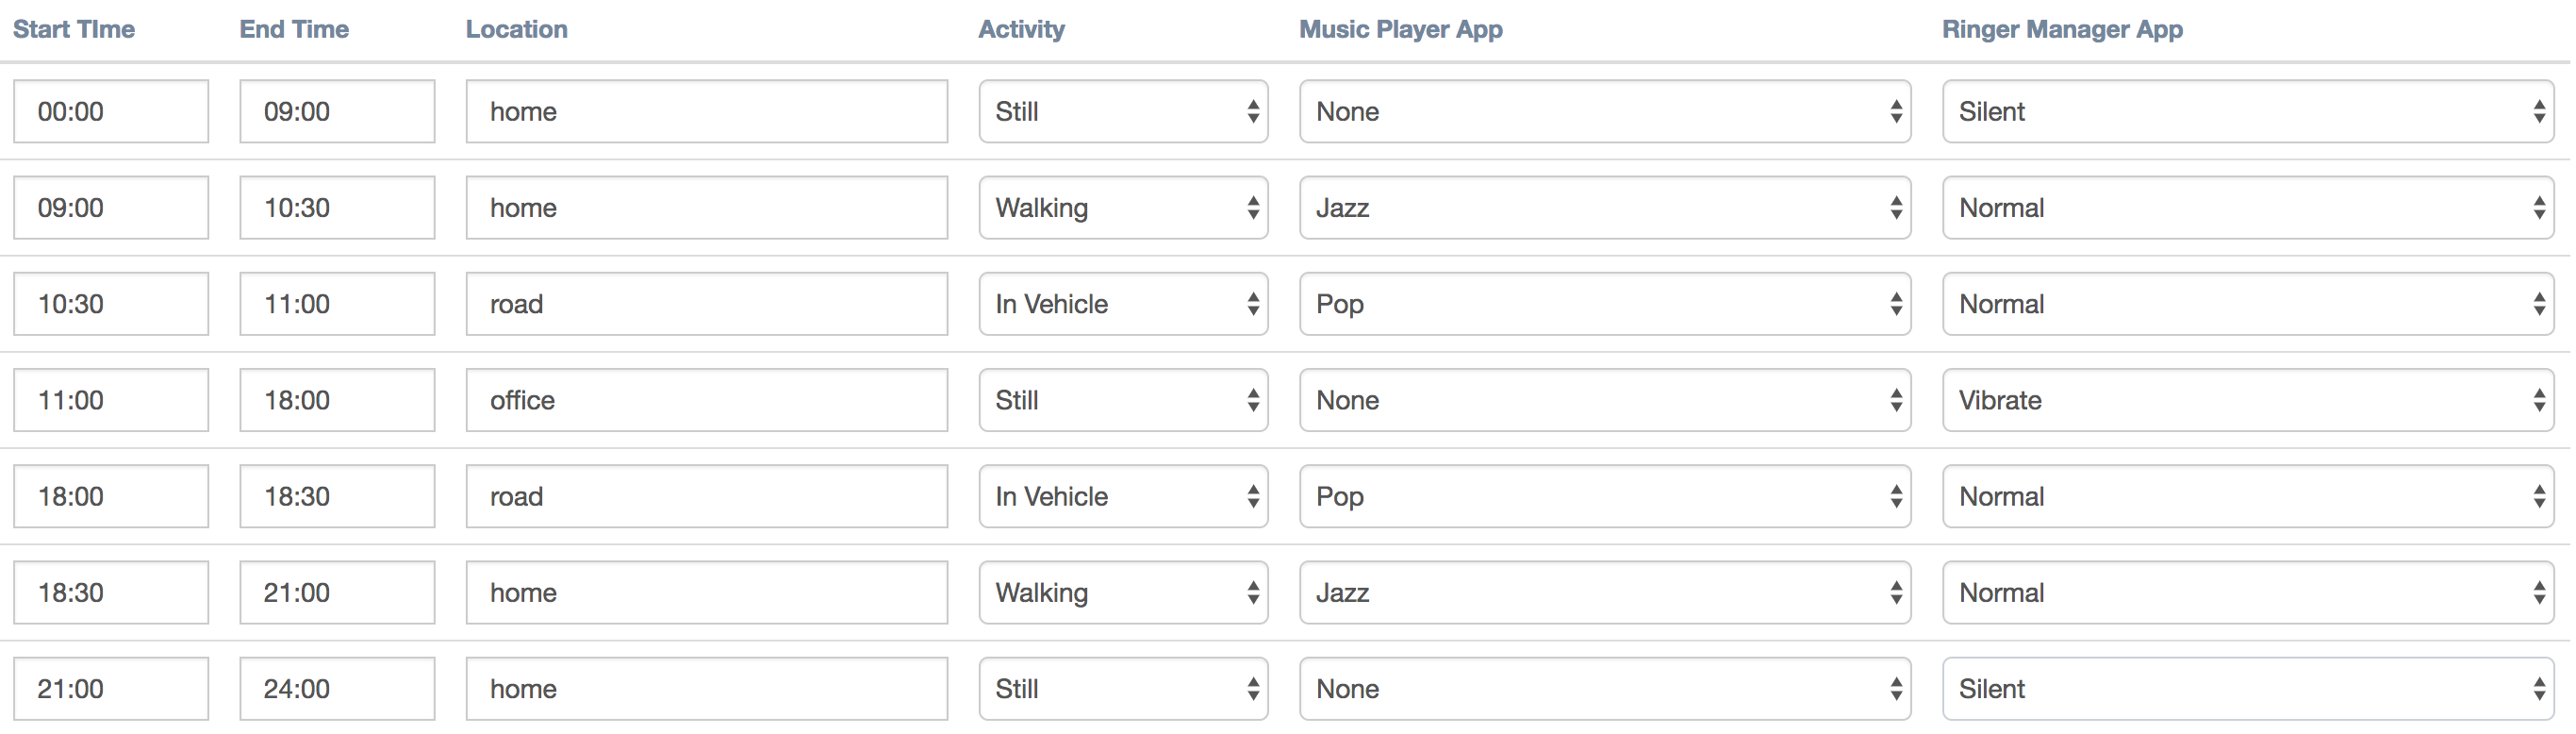 Start TIme End Time Location Activity Music Player App Ringer Manager App
00:00 09:00 home Still None Silent
09:00 10:30 home Walking Jazz Normal
10:30 11:00 road In Vehicle Pop Normal
11:00 18:00 office Still None Vibrate
18:00 18:30 road In Vehicle Pop Normal
18:30 21:00 home Walking Jazz Normal
21:00 24:00 home Still None Silent